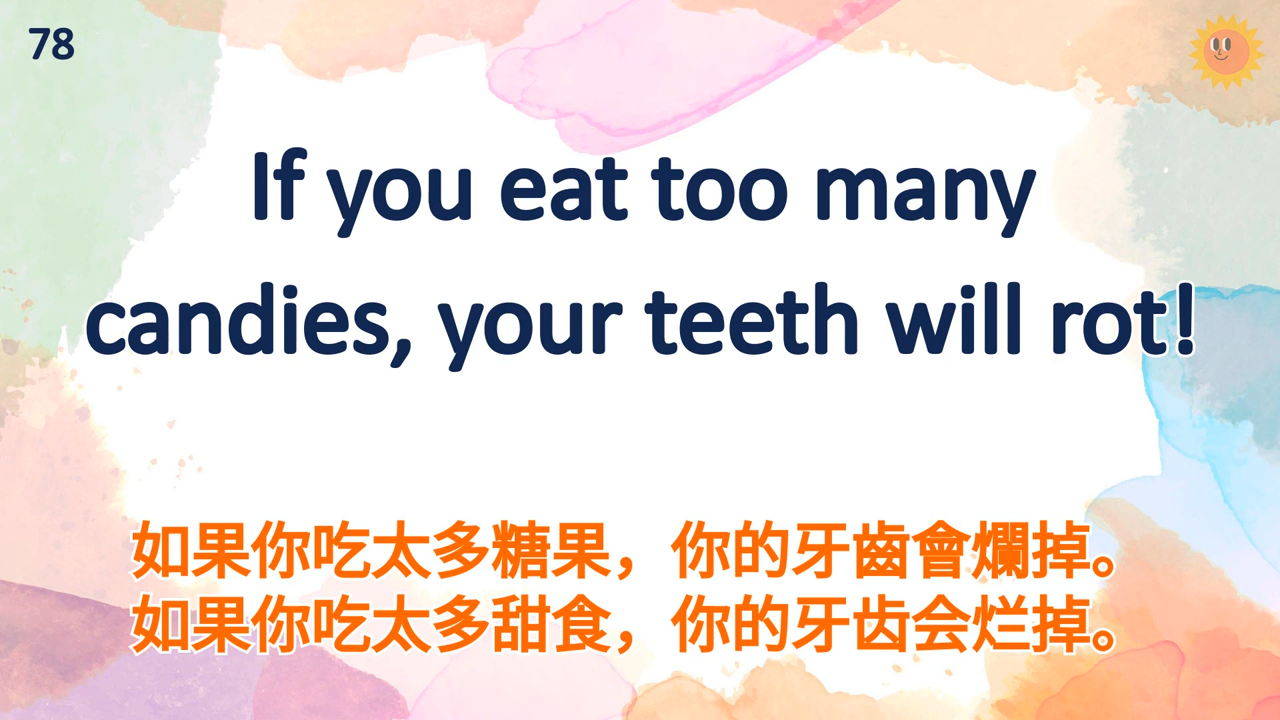 78
If you eat too many
candies, your teeth will rot!
如果你吃太多糖果，你的牙齒會爛掉。
如果你吃太多甜食，你的牙齿会烂掉。